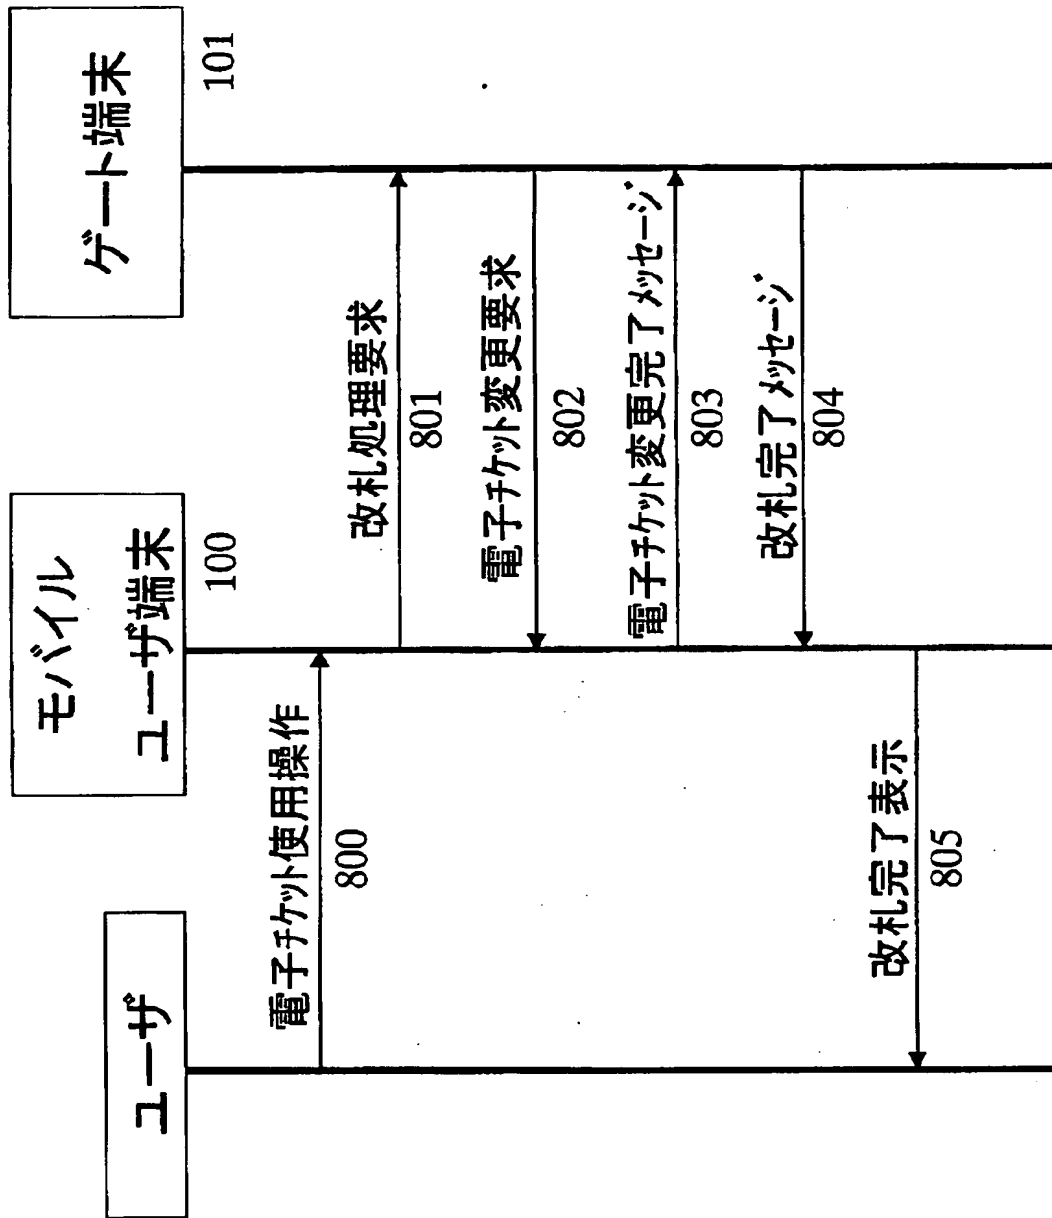 ユーザ
モバイル
ユーザ端末
100
ゲート端末
101
電子チケット使用操作
800
改札処理要求
801
電子チケット変更要求
802
電子チケット変更完了メッセージ
803
改札完了メッセージ
804
改札完了表示
805